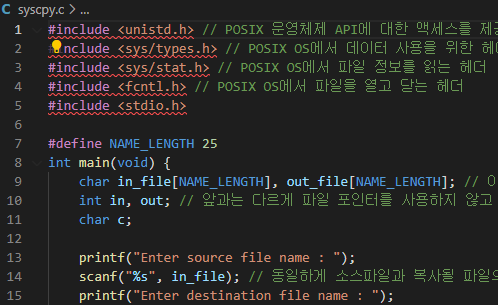 syscpy.c > ...
1 #include <unistd.h> // POSIX 운영체제 API에 대한 액세스를 제공
2 #include <sys/types.h> // POSIX OS에서 데이터 사용을 위한 헤더
3 #include <sys/stat.h> // POSIX OS에서 파일 정보를 읽는 헤더
4 #include <fcntl.h> // POSIX OS에서 파일을 열고 닫는 헤더
5 #include <stdio.h>
6
7 #define NAME_LENGTH 25
8 int main(void) {
9 char in_file[NAME_LENGTH], out_file[NAME_LENGTH]; //
10 int in, out; // 앞과는 다르게 파일 포인터를 사용하지 않고
11 char c;
12
13 printf("Enter source file name : ");
14 scanf("%s", in_file); // 동일하게 소스파일과 복사될 파일의
15 printf("Enter destination file name : ");